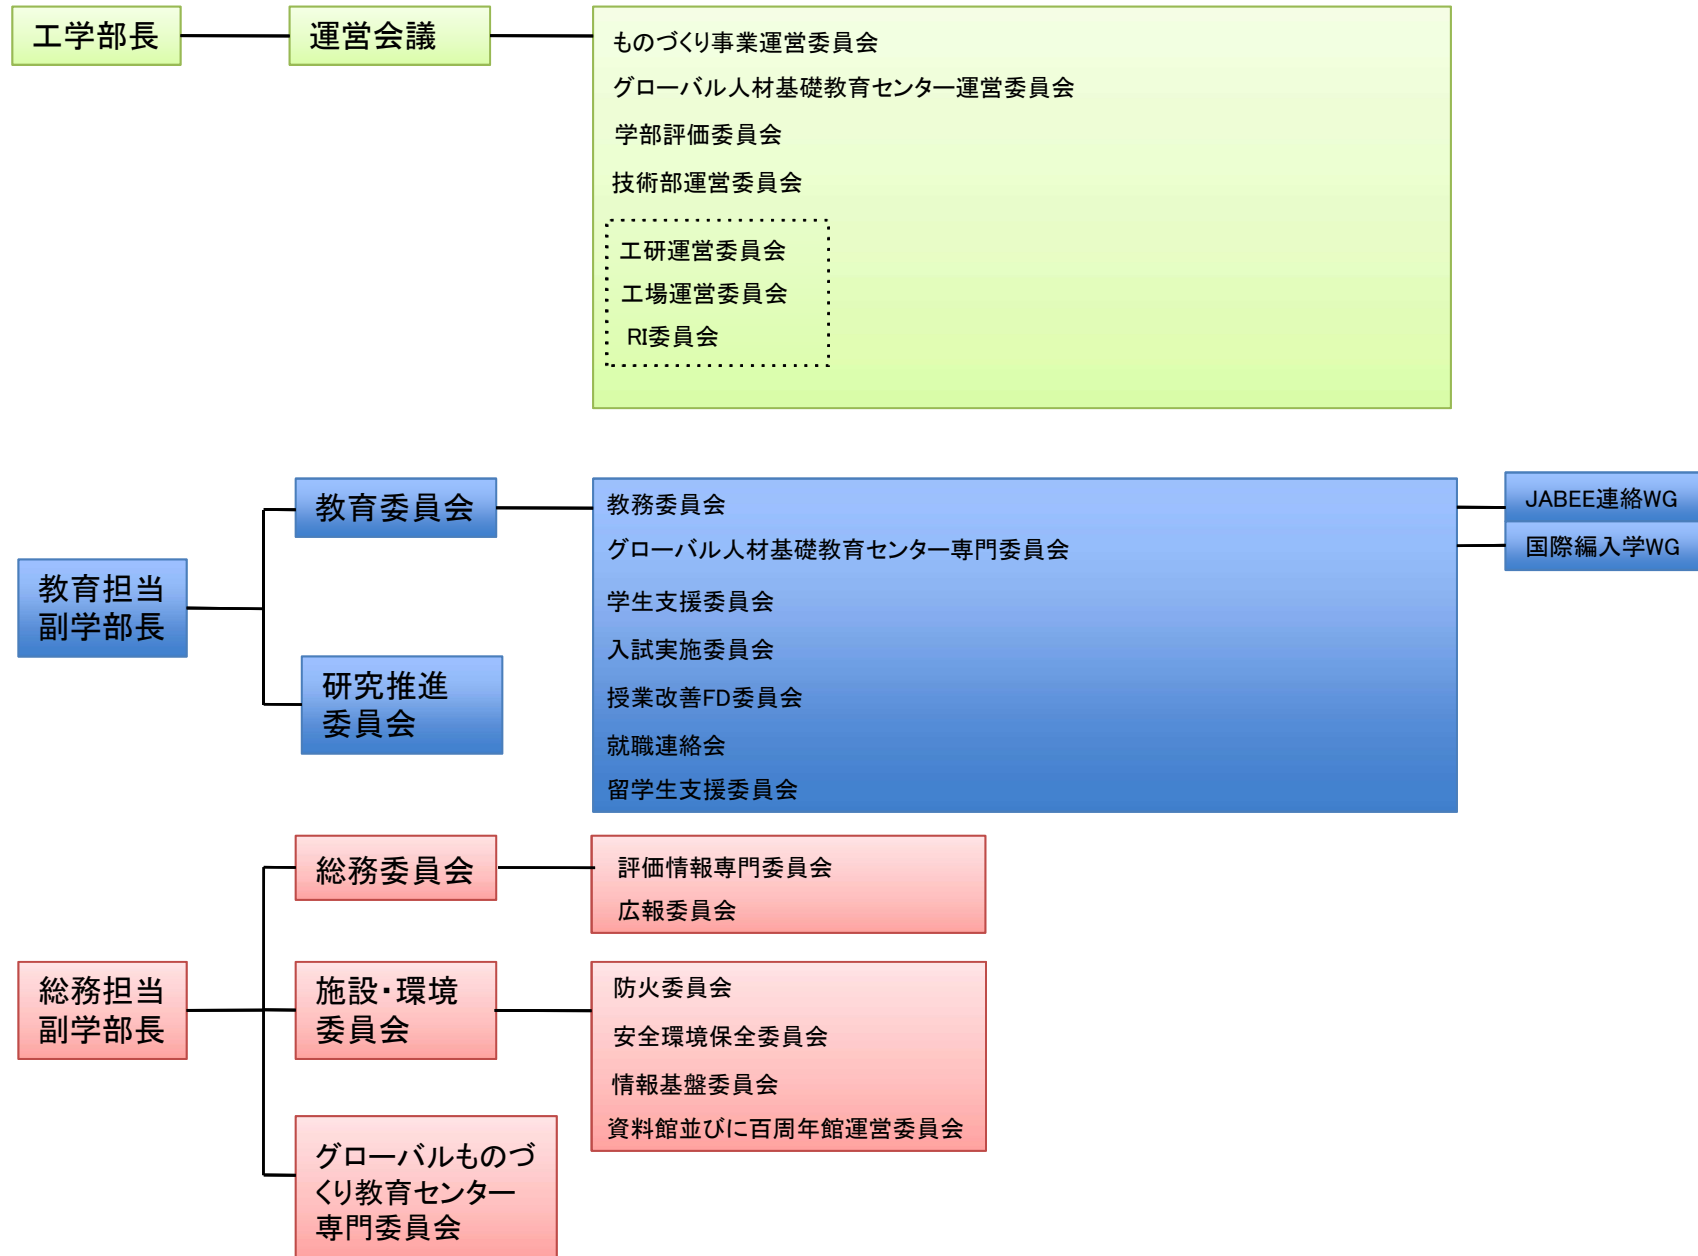 工学部長
運営会議
ものづくり事業運営委員会
グローバル人材基礎教育センター運営委員会
学部評価委員会
技術部運営委員会
工研運営委員会
工場運営委員会
RI委員会
教育担当
副学部長
教育委員会
教務委員会
グローバル人材基礎教育センター専門委員会
学生支援委員会
入試実施委員会
授業改善FD委員会
就職連絡会
留学生支援委員会
JABEE連絡WG
国際編入学WG
研究推進
委員会
総務担当
副学部長
総務委員会
評価情報専門委員会
広報委員会
施設・環境
委員会
防火委員会
安全環境保全委員会
情報基盤委員会
資料館並びに百周年館運営委員会
グローバルものづ
くり教育センター
専門委員会